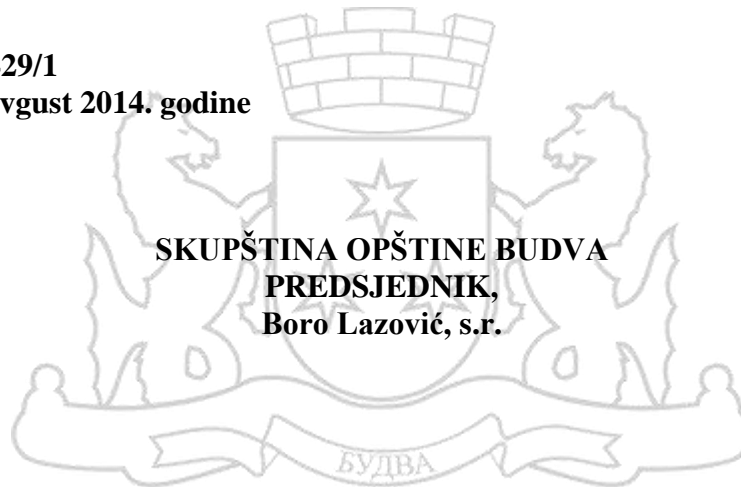 29/1
vgust 2014. godine
SKUPŠTINA OPŠTINE BUDVA
PREDSJEDNIK,
Boro Lazović, s.r.
БУДВА